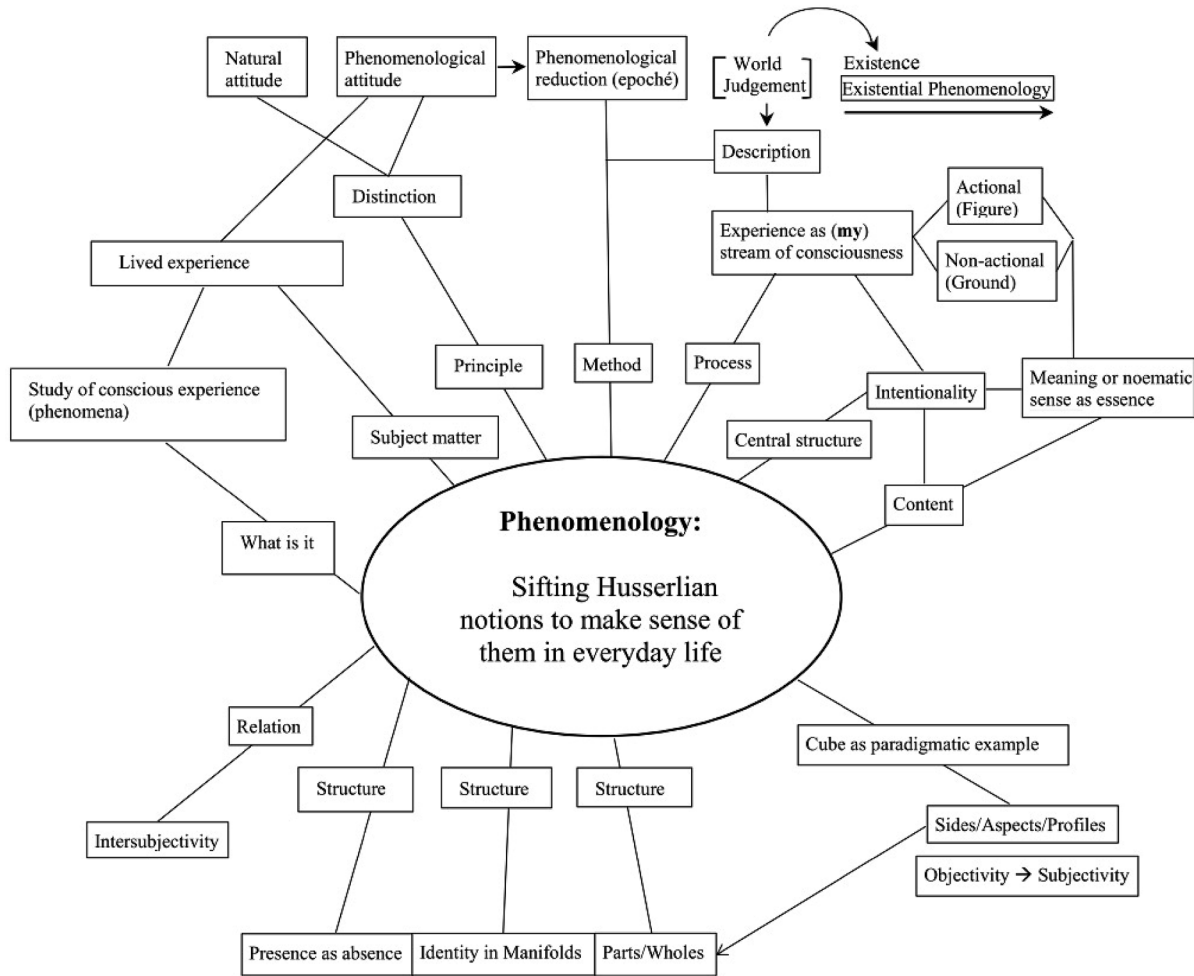 Natural
attitude
Phenomenological
attitude
Phenomenological
reduction (epoché)
World
Judgement
Existence
Existential Phenomenology
Description
Distinction
Actional
(Figure)
Experience as (my)
stream of consciousness
Non-actional
(Ground)
Lived experience
Principle
Method
Process
Study of conscious experience
(phenomena)
Intentionality
Meaning or noematic
sense as essence
Subject matter
Central structure
Content
What is it
Phenomenology:
Sifting Husserlian
notions to make sense of
them in everyday life
Relation
Cube as paradigmatic example
Structure
Structure
Structure
Intersubjectivity
Sides/Aspects/Profiles
Objectivity → Subjectivity
Presence as absence
Identity in Manifolds
Parts/Wholes